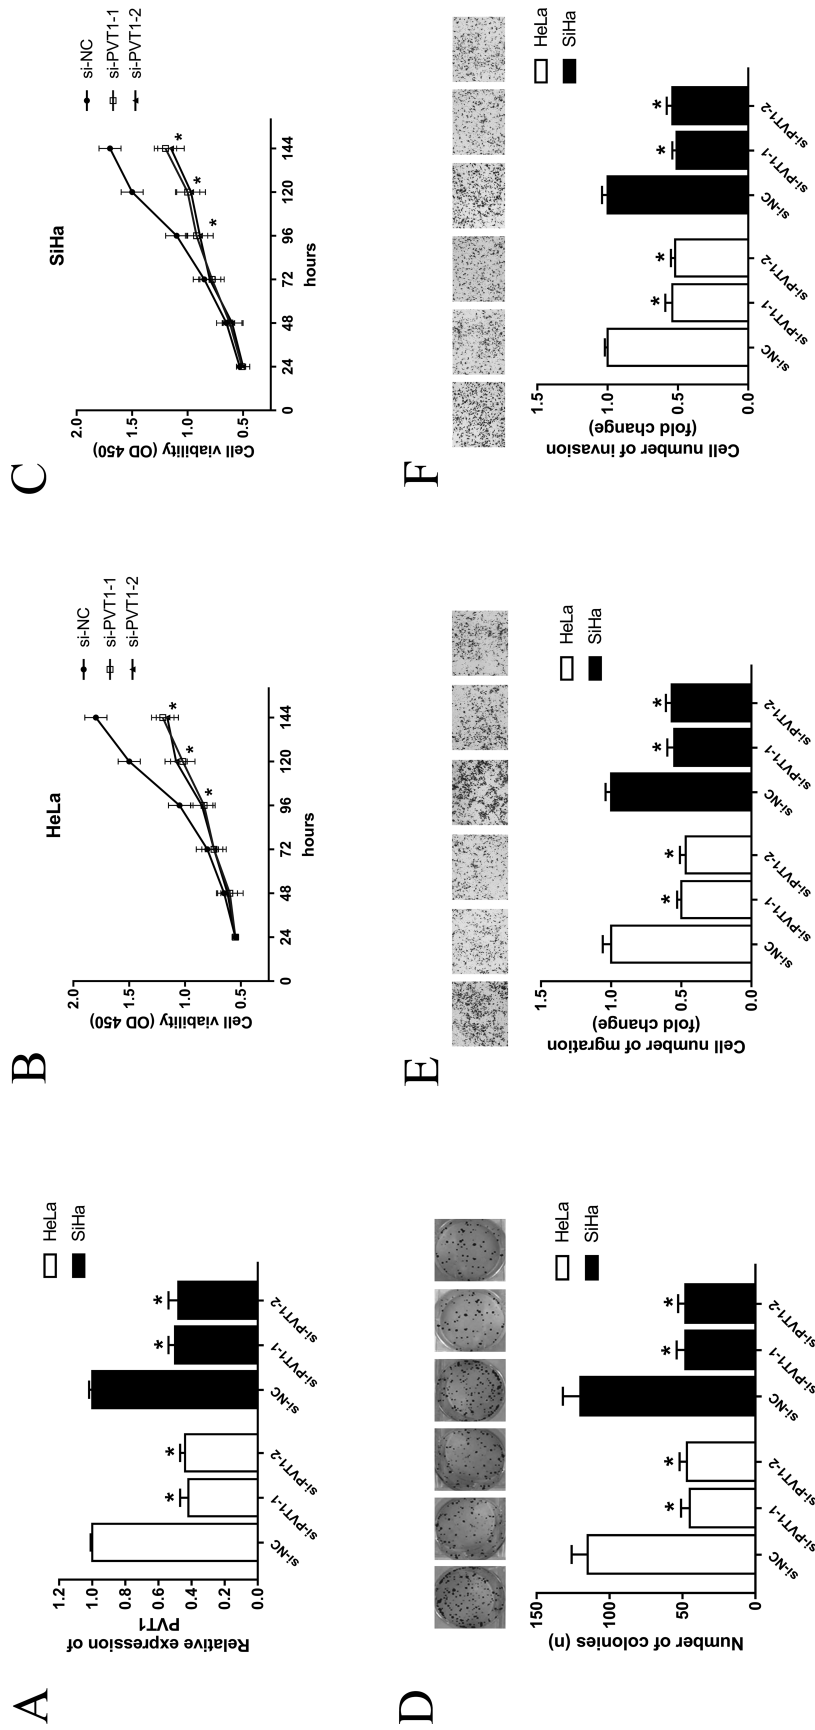 A
Relative expression of
PVT1
1.2
1.0
0.8
0.6
0.4
0.2
0.0
*
*
*
*
si-NC
si-PVT1-1
si-PVT1-2
si-NC
si-PVT1-1
si-PVT1-2
HeLa
SiHa
B
HeLa
Cell viability (OD 450)
2.0
1.5
1.0
0.5
*
*
*
0
24
48
72
96
120
144
hours
si-NC
si-PVT1-1
si-PVT1-2
C
SiHa
Cell viability (OD 450)
2.0
1.5
1.0
0.5
*
*
*
0
24
48
72
96
120
144
hours
si-NC
si-PVT1-1
si-PVT1-2
D
Number of colonies (n)
150
100
50
0
*
*
*
*
si-NC
si-PVT1-1
si-PVT1-2
si-NC
si-PVT1-1
si-PVT1-2
HeLa
SiHa
E
Cell number of mgration
(fold change)
1.5
1.0
0.5
0.0
*
*
*
*
si-NC
si-PVT1-1
si-PVT1-2
si-NC
si-PVT1-1
si-PVT1-2
HeLa
SiHa
F
Cell number of invasion
(fold change)
1.5
1.0
0.5
0.0
*
*
*
*
si-NC
si-PVT1-1
si-PVT1-2
si-NC
si-PVT1-1
si-PVT1-2
HeLa
SiHa